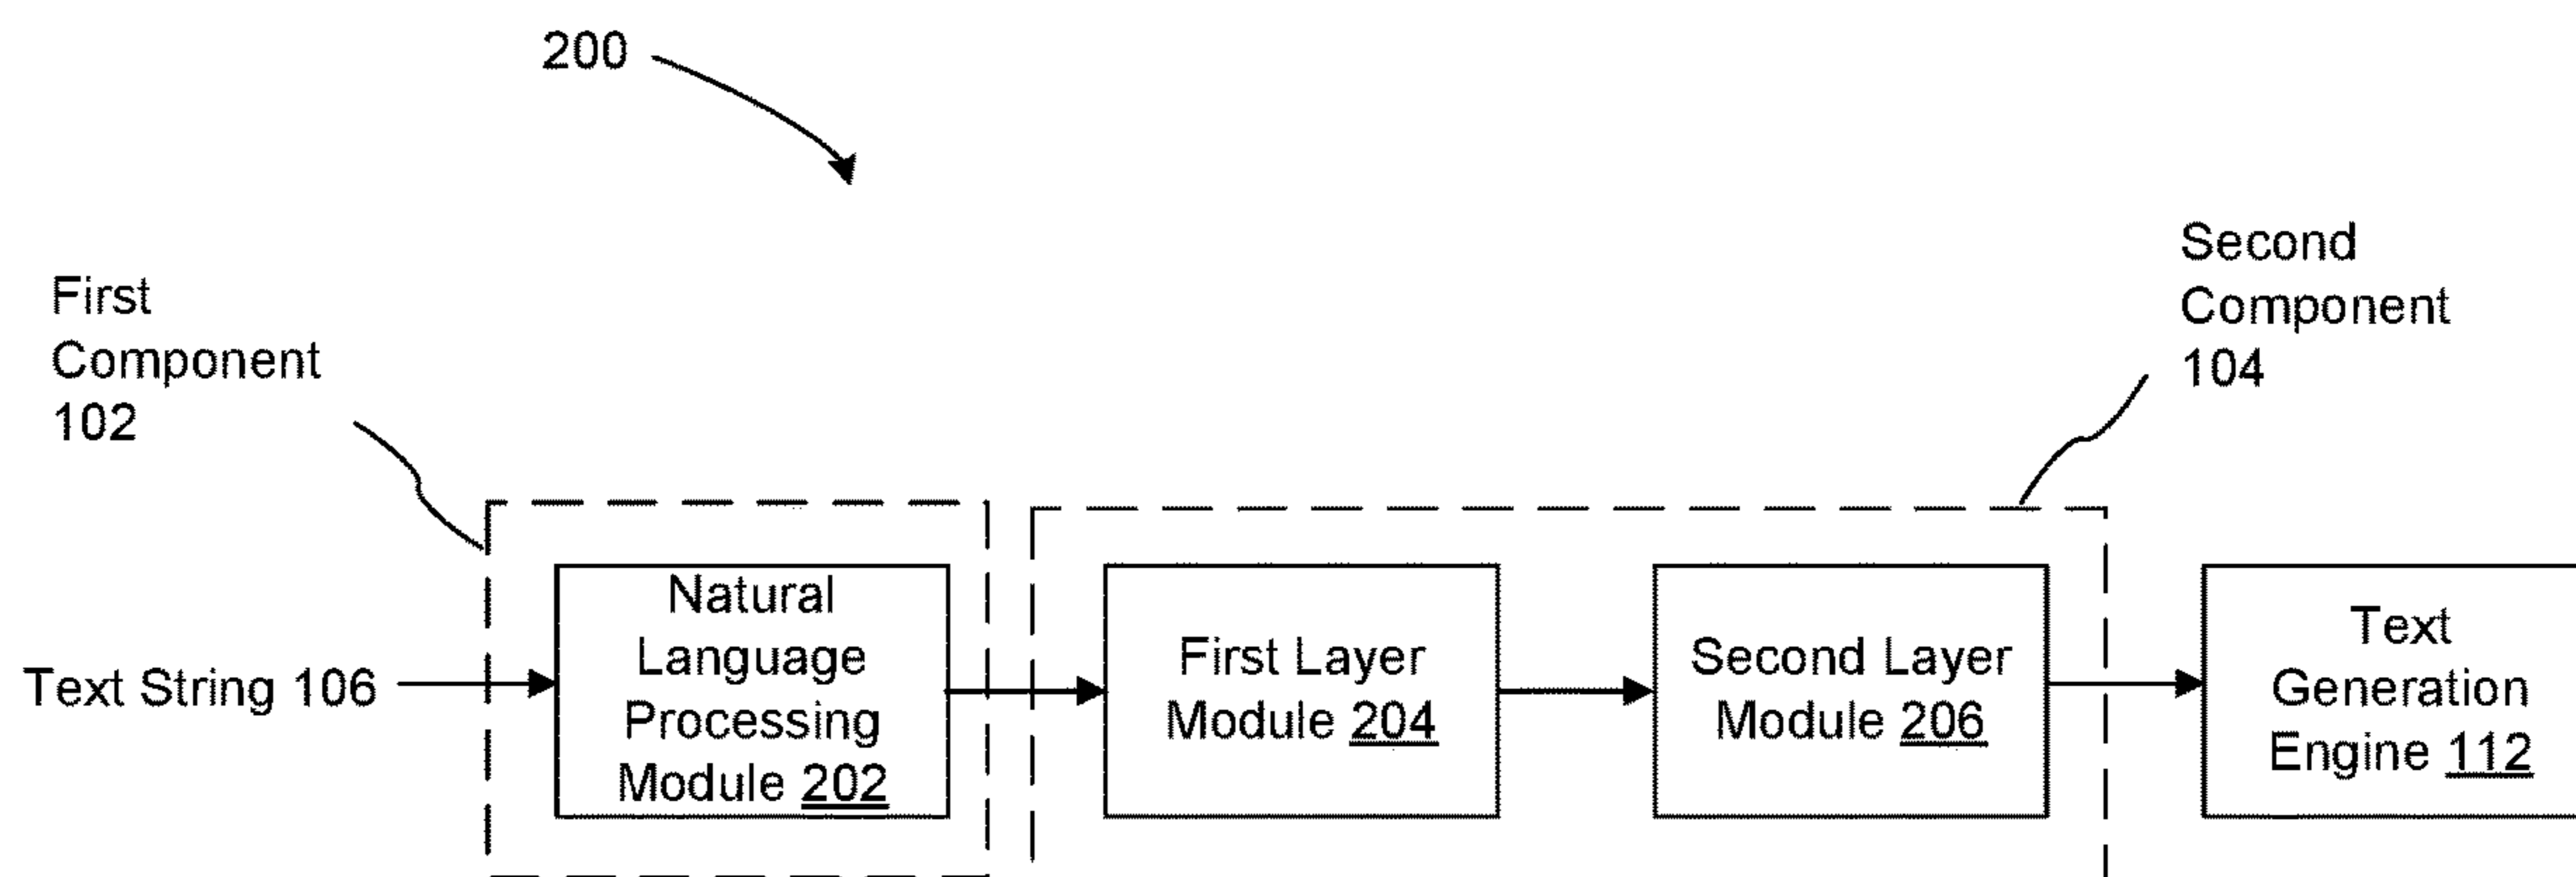 200
First
Component
102
Second
Component
104
Text String 106
Natural
Language
Processing
Module 202
First Layer
Module 204
Second Layer
Module 206
Text
Generation
Engine 112